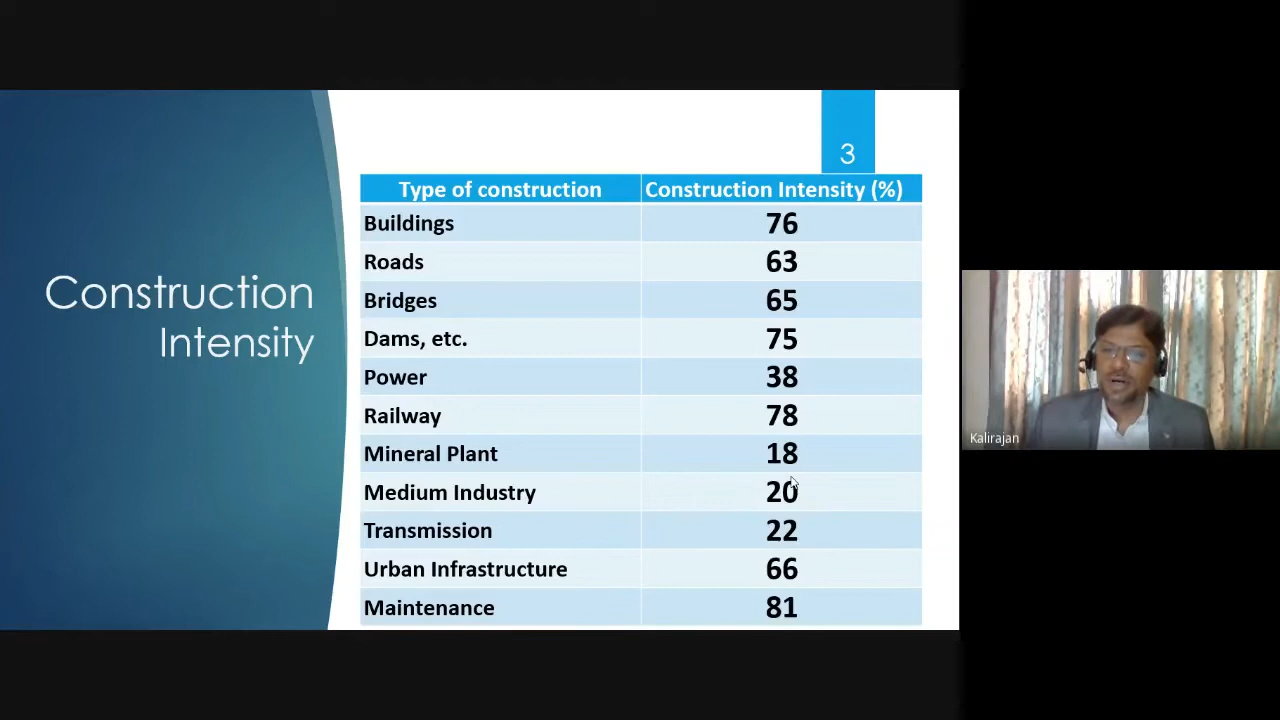 3
Construction
Intensity
Type of construction Construction Intensity (%)
Buildings 76
Roads 63
Bridges 65
Dams, etc. 75
Power 38
Railway 78
Mineral Plant 18
Medium Industry 20
Transmission 22
Urban Infrastructure 66
Maintenance 81
Kalirajan